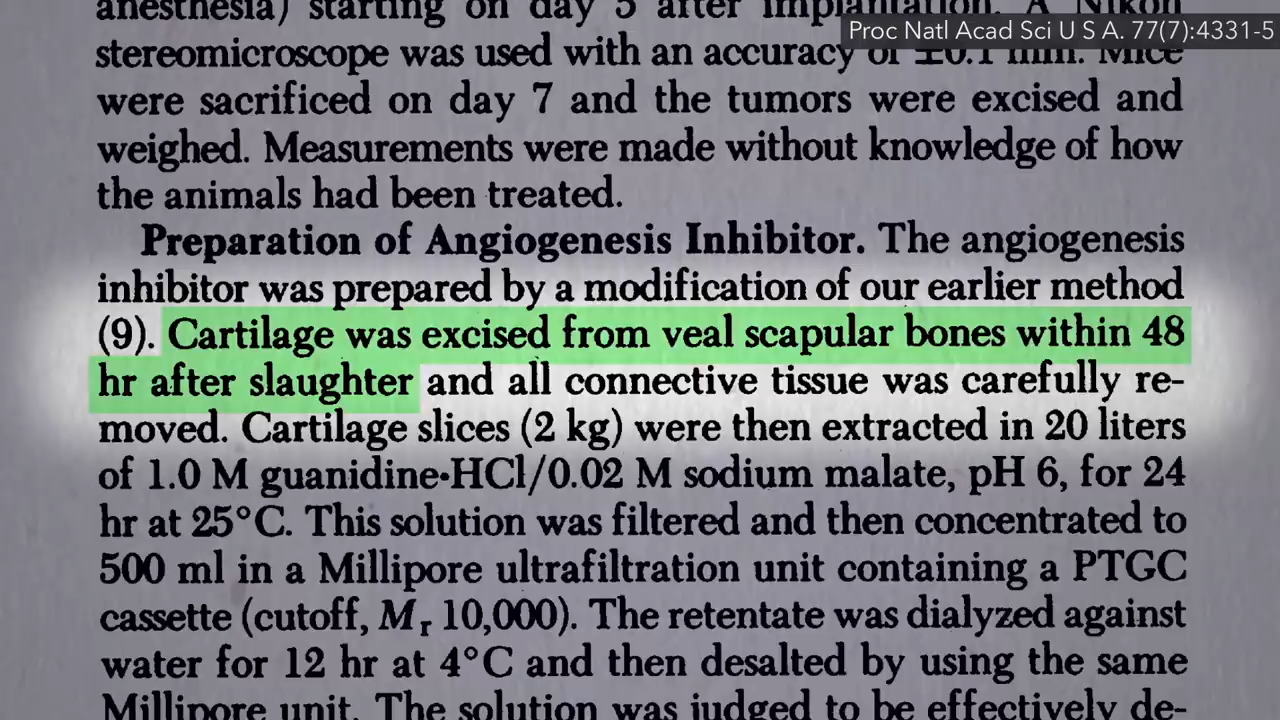 anesthesia) starting on day 5 after implantation. A Nikon
Proc Natl Acad Sci U S A. 77(7):4331-5
stereomicroscope was used with an accuracy of ±0.1 mm. Mice
were sacrificed on day 7 and the tumors were excised and
weighed. Measurements were made without knowledge of how
the animals had been treated.
Preparation of Angiogenesis Inhibitor. The angiogenesis
inhibitor was prepared by a modification of our earlier method
(9). Cartilage was excised from veal scapular bones within 48
hr after slaughter and all connective tissue was carefully re-
moved. Cartilage slices (2 kg) were then extracted in 20 liters
of 1.0 M guanidine·HCl/0.02 M sodium malate, pH 6, for 24
hr at 25°C. This solution was filtered and then concentrated to
500 ml in a Millipore ultrafiltration unit containing a PTGC
cassette (cutoff, Mr 10,000). The retentate was dialyzed against
water for 12 hr at 4°C and then desalted by using the same
Millipore unit. The solution was judged to be effectively de-